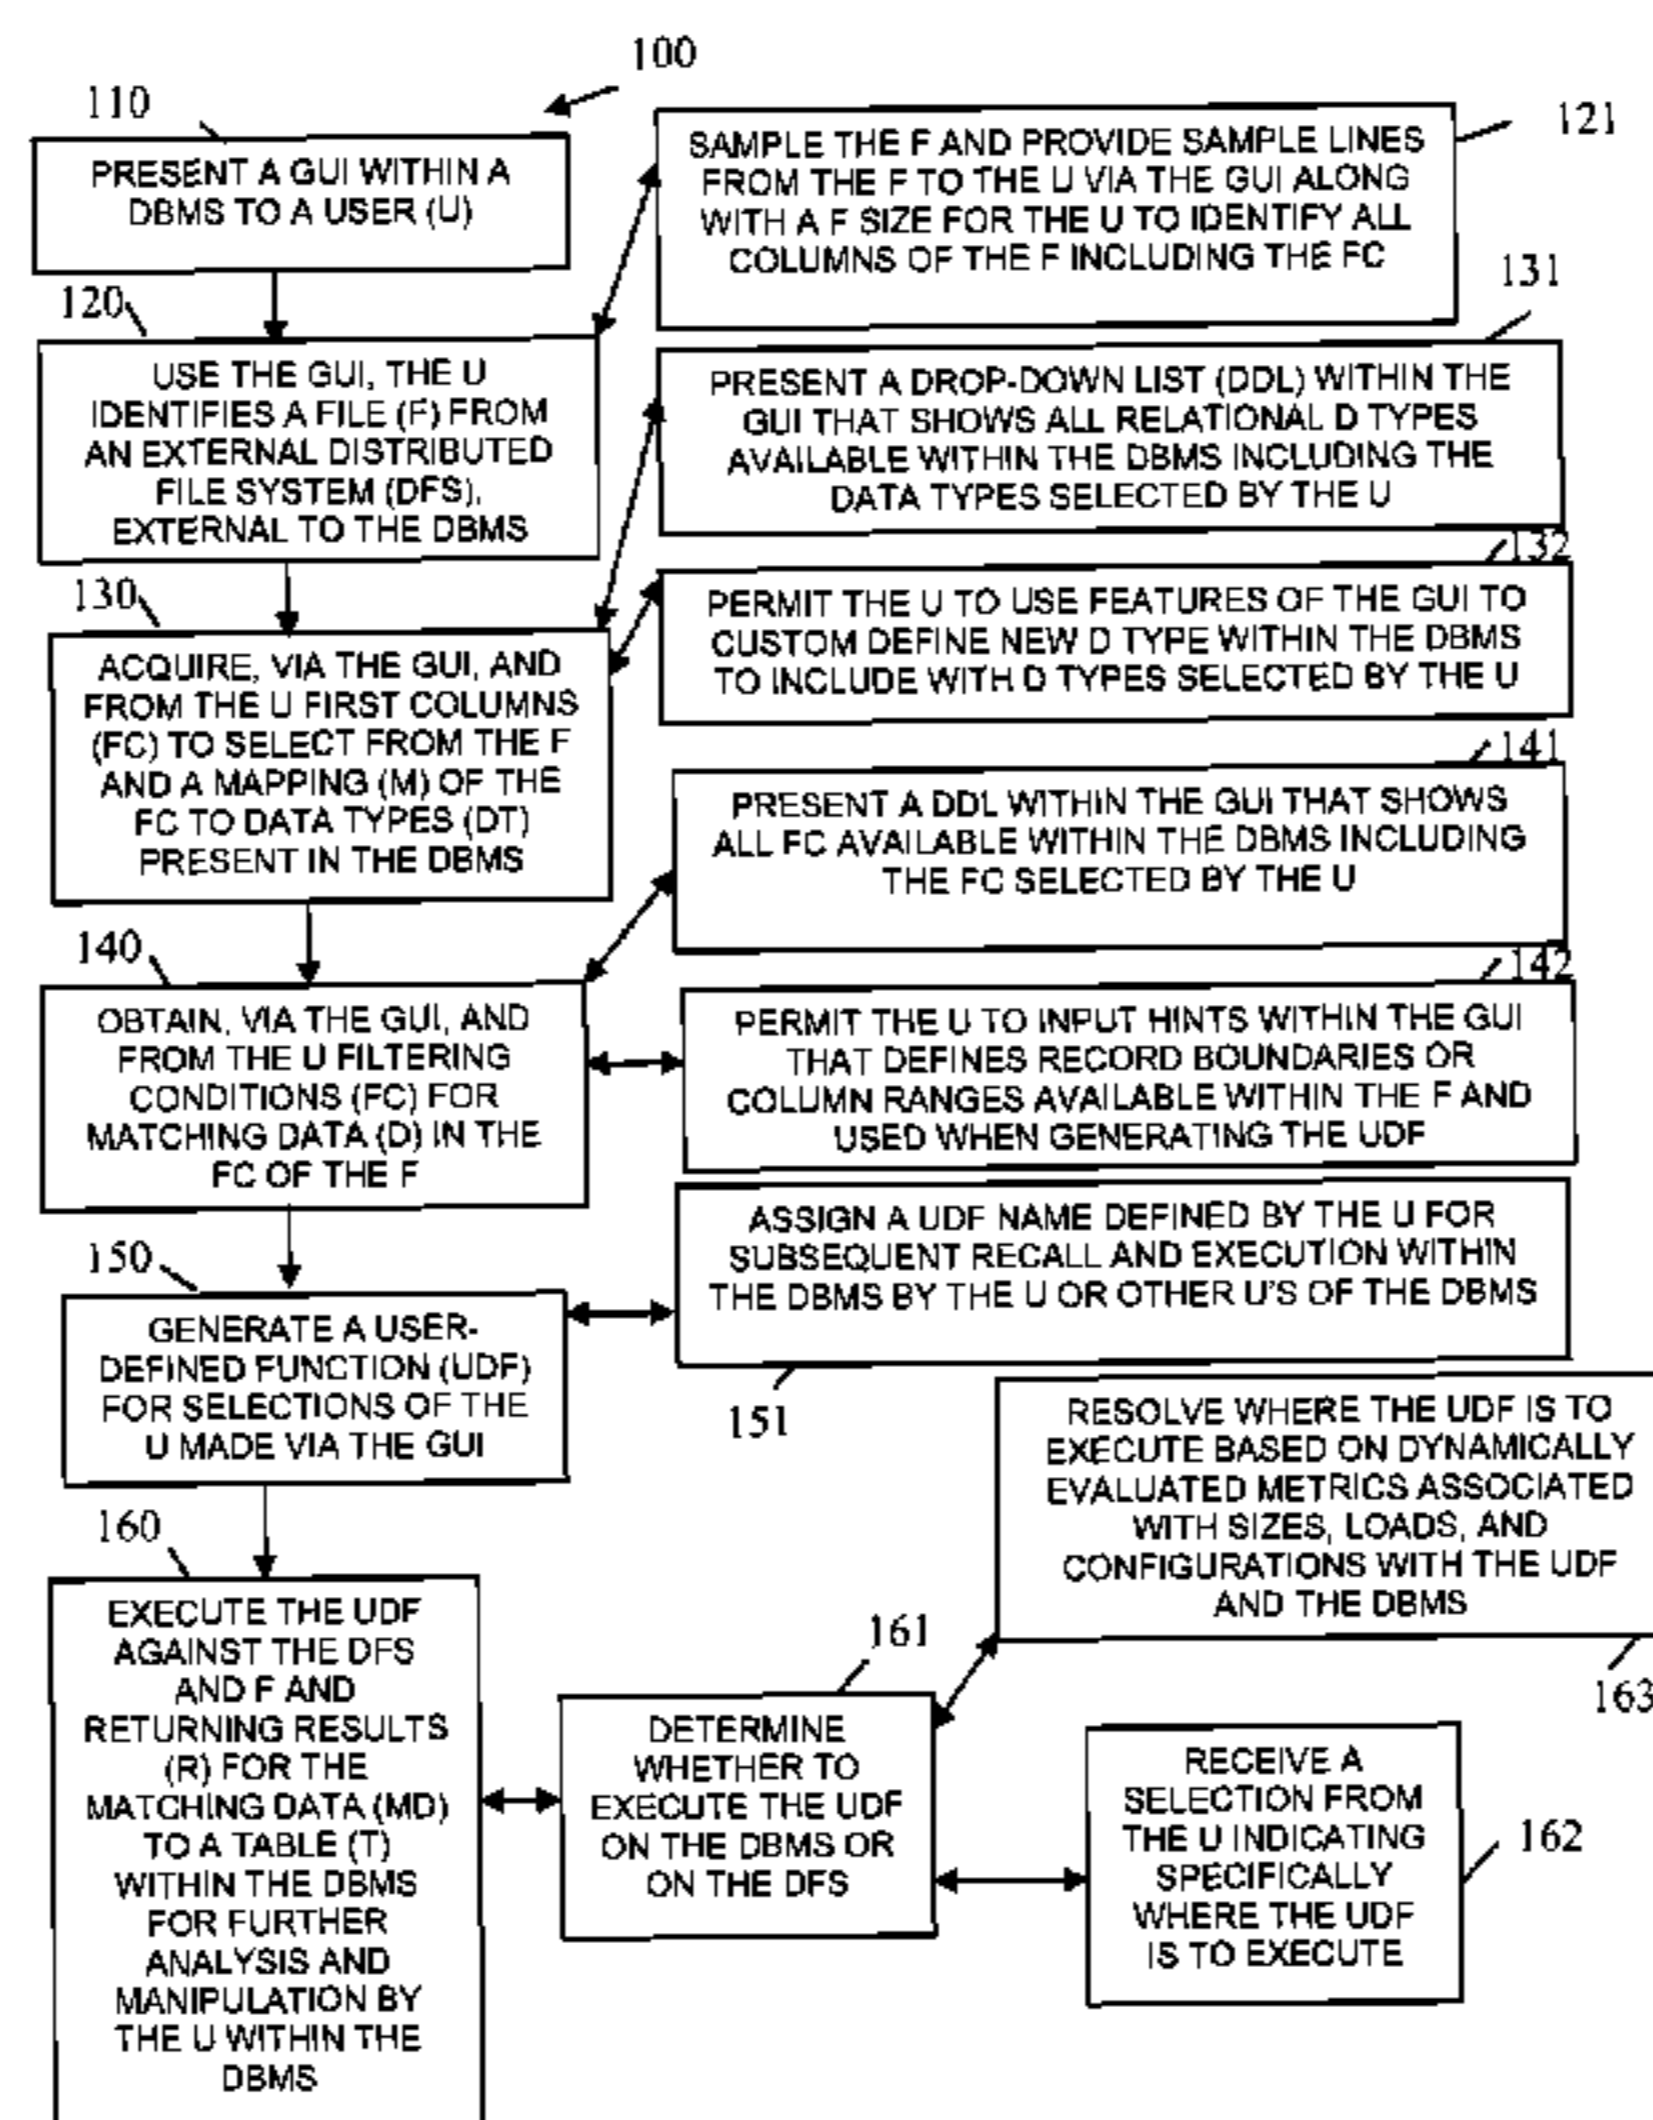 100
110
PRESENT A GUI WITHIN A
DBMS TO A USER (U)
121
SAMPLE THE F AND PROVIDE SAMPLE LINES
FROM THE F TO THE U VIA THE GUI ALONG
WITH A F SIZE FOR THE U TO IDENTIFY ALL
COLUMNS OF THE F INCLUDING THE FC
120
USE THE GUI, THE U
IDENTIFIES A FILE (F) FROM
AN EXTERNAL DISTRIBUTED
FILE SYSTEM (DFS),
EXTERNAL TO THE DBMS
131
PRESENT A DROP-DOWN LIST (DDL) WITHIN THE
GUI THAT SHOWS ALL RELATIONAL D TYPES
AVAILABLE WITHIN THE DBMS INCLUDING THE
DATA TYPES SELECTED BY THE U
132
PERMIT THE U TO USE FEATURES OF THE GUI TO
CUSTOM DEFINE NEW D TYPE WITHIN THE DBMS
TO INCLUDE WITH D TYPES SELECTED BY THE U
130
ACQUIRE, VIA THE GUI, AND
FROM THE U FIRST COLUMNS
(FC) TO SELECT FROM THE F
AND A MAPPING (M) OF THE
FC TO DATA TYPES (DT)
PRESENT IN THE DBMS
141
PRESENT A DDL WITHIN THE GUI THAT SHOWS
ALL FC AVAILABLE WITHIN THE DBMS INCLUDING
THE FC SELECTED BY THE U
140
OBTAIN, VIA THE GUI, AND
FROM THE U FILTERING
CONDITIONS (FC) FOR
MATCHING DATA (D) IN THE
FC OF THE F
142
PERMIT THE U TO INPUT HINTS WITHIN THE GUI
THAT DEFINES RECORD BOUNDARIES OR
COLUMN RANGES AVAILABLE WITHIN THE F AND
USED WHEN GENERATING THE UDF
150
GENERATE A USER-
DEFINED FUNCTION (UDF)
FOR SELECTIONS OF THE
U MADE VIA THE GUI
ASSIGN A UDF NAME DEFINED BY THE U FOR
SUBSEQUENT RECALL AND EXECUTION WITHIN
THE DBMS BY THE U OR OTHER U'S OF THE DBMS
151
160
EXECUTE THE UDF
AGAINST THE DFS
AND F AND
RETURNING RESULTS
(R) FOR THE
MATCHING DATA (MD)
TO A TABLE (T)
WITHIN THE DBMS
FOR FURTHER
ANALYSIS AND
MANIPULATION BY
THE U WITHIN THE
DBMS
161
DETERMINE
WHETHER TO
EXECUTE THE UDF
ON THE DBMS OR
ON THE DFS
RESOLVE WHERE THE UDF IS TO
EXECUTE BASED ON DYNAMICALLY
EVALUATED METRICS ASSOCIATED
WITH SIZES, LOADS, AND
CONFIGURATIONS WITH THE UDF
AND THE DBMS
163
RECEIVE A
SELECTION FROM
THE U INDICATING
SPECIFICALLY
WHERE THE UDF
IS TO EXECUTE
162